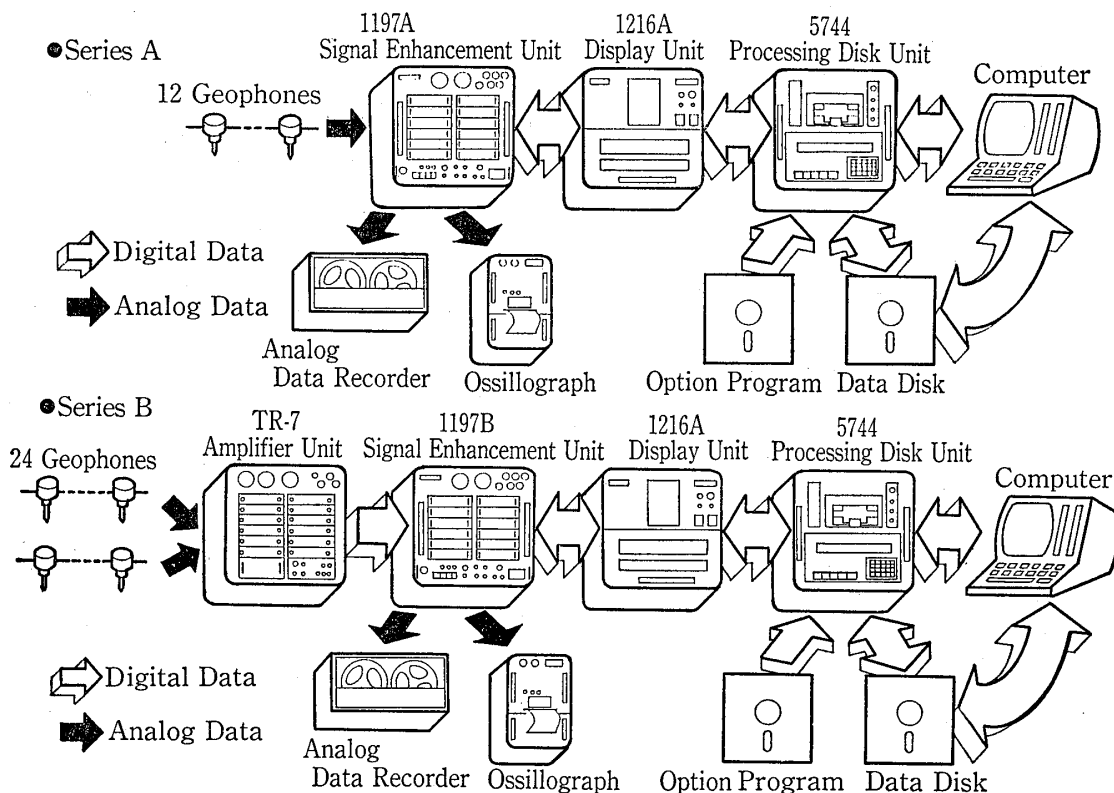 ●Series A
12 Geophones
1197A
Signal Enhancement Unit
1216A
Display Unit
5744
Processing Disk Unit
Computer
Digital Data
Analog Data
Analog
Data Recorder
Ossillograph
Option Program
Data Disk
●Series B
24 Geophones
TR-7
Amplifier Unit
1197B
Signal Enhancement Unit
1216A
Display Unit
5744
Processing Disk Unit
Computer
Digital Data
Analog Data
Analog
Data Recorder
Ossillograph
Option Program
Data Disk